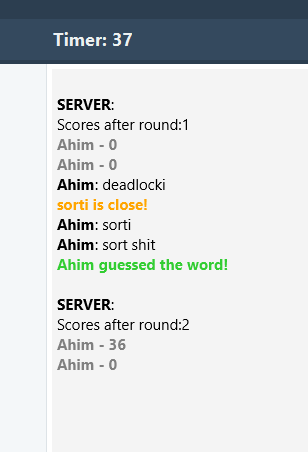 Timer: 37
SERVER:
Scores after round:1
Ahim - 0
Ahim - 0
Ahim: deadlocki
sorti is close!
Ahim: sorti
Ahim: sort shit
Ahim guessed the word!
SERVER:
Scores after round:2
Ahim - 36
Ahim - 0